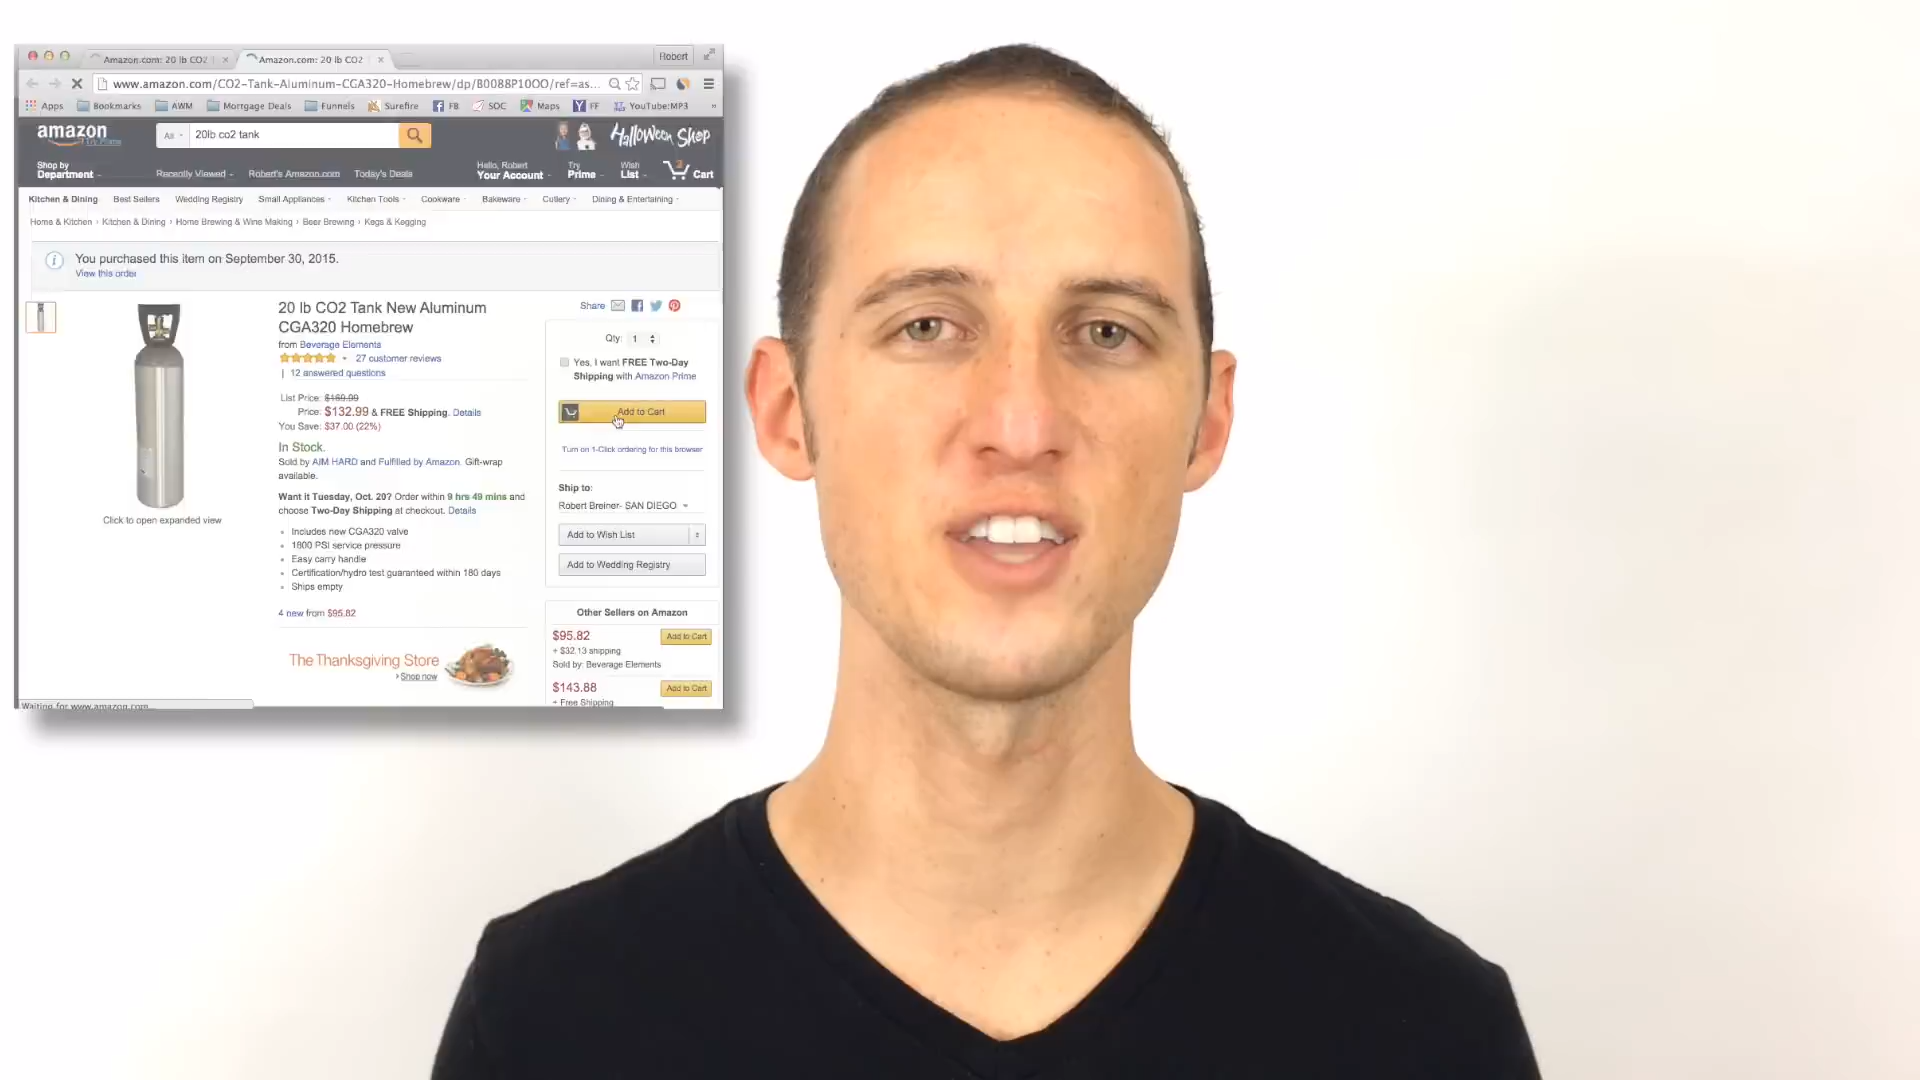 Amazon.com: 20 lb CO2
Amazon.com: 20 lb CO2
Robert
www.amazon.com/CO2-Tank-Aluminum-CGA320-Homebrew/dp/B0088P10OO/ref=as...
Apps Bookmarks AWM Mortgage Deals Funnels Surefire FB SOC Maps FF YouTube:MP3 »
amazon
Try Prime
All
20lb co2 tank
Halloween Shop
Shop by
Department
Recently Viewed
Robert's Amazon.com
Today's Deals
Hello, Robert
Your Account
Try
Prime
Wish
List
2
Cart
Kitchen & Dining Best Sellers Wedding Registry Small Appliances Kitchen Tools Cookware Bakeware Cutlery Dining & Entertaining
Home & Kitchen › Kitchen & Dining › Home Brewing & Wine Making › Beer Brewing › Kegs & Kegging
You purchased this item on September 30, 2015.
View this order
Click to open expanded view
20 lb CO2 Tank New Aluminum
CGA320 Homebrew
from Beverage Elements
27 customer reviews
| 12 answered questions
List Price: $169.99
Price: $132.99 & FREE Shipping. Details
You Save: $37.00 (22%)
In Stock.
Sold by AIM HARD and Fulfilled by Amazon. Gift-wrap
available.
Want it Tuesday, Oct. 20? Order within 9 hrs 49 mins and
choose Two-Day Shipping at checkout. Details
• Includes new CGA320 valve
• 1800 PSI service pressure
• Easy carry handle
• Certification/hydro test guaranteed within 180 days
• Ships empty
4 new from $95.82
The Thanksgiving Store
› Shop now
Share
Qty: 1
Yes, I want FREE Two-Day
Shipping with Amazon Prime
Add to Cart
Turn on 1-Click ordering for this browser
Ship to:
Robert Breiner- SAN DIEGO
Add to Wish List
Add to Wedding Registry
Other Sellers on Amazon
$95.82
Add to Cart
+ $32.13 shipping
Sold by: Beverage Elements
$143.88
Add to Cart
+ Free Shipping
Waiting for www.amazon.com...